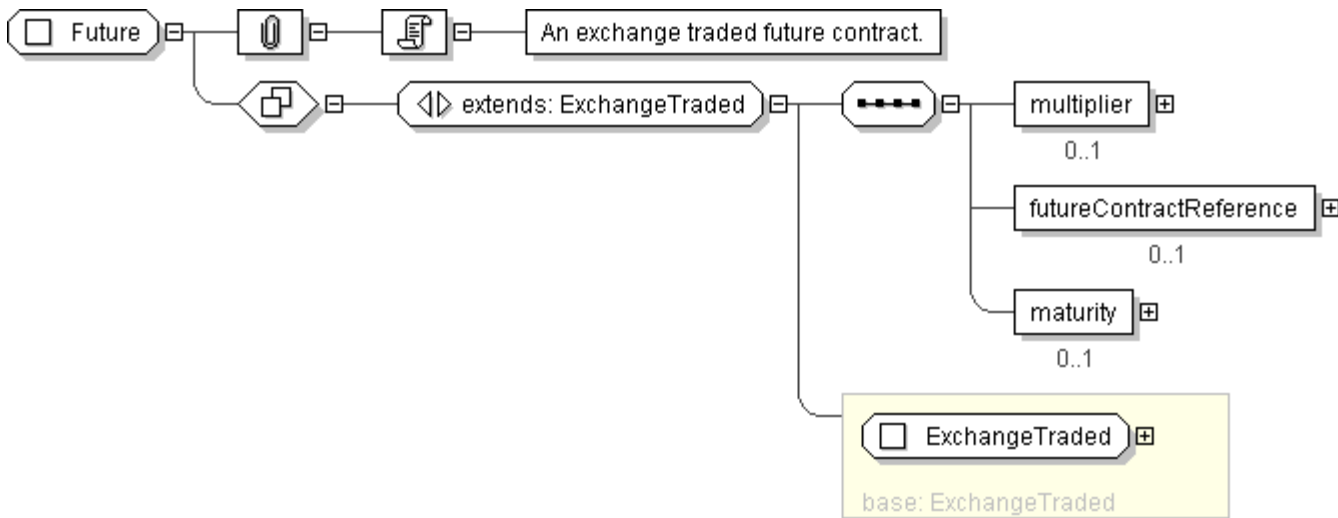 Future
An exchange traded future contract.
extends: ExchangeTraded
multiplier
0..1
futureContractReference
0..1
maturity
0..1
ExchangeTraded
base: ExchangeTraded